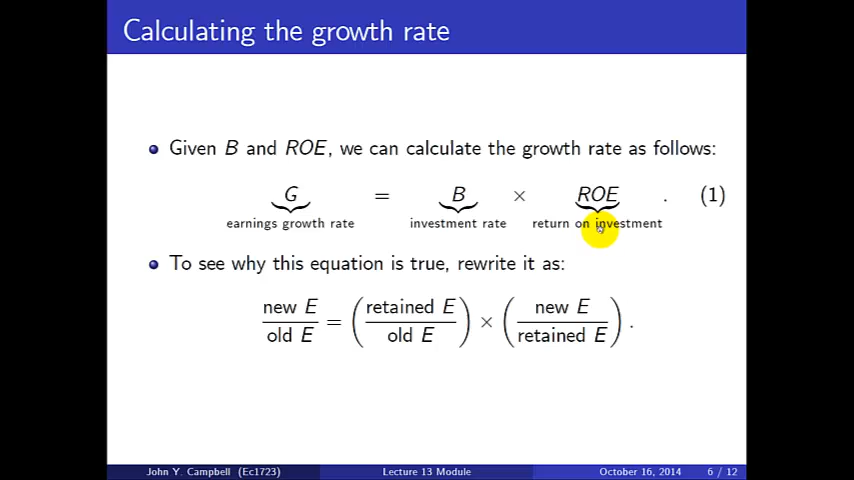 Calculating the growth rate
Given B and ROE, we can calculate the growth rate as follows:
G = B × ROE . (1)
earnings growth rate investment rate return on investment
To see why this equation is true, rewrite it as:
new E / old E = (retained E / old E) × (new E / retained E) .
John Y. Campbell (Ec1723) Lecture 13 Module October 16, 2014 6 / 12